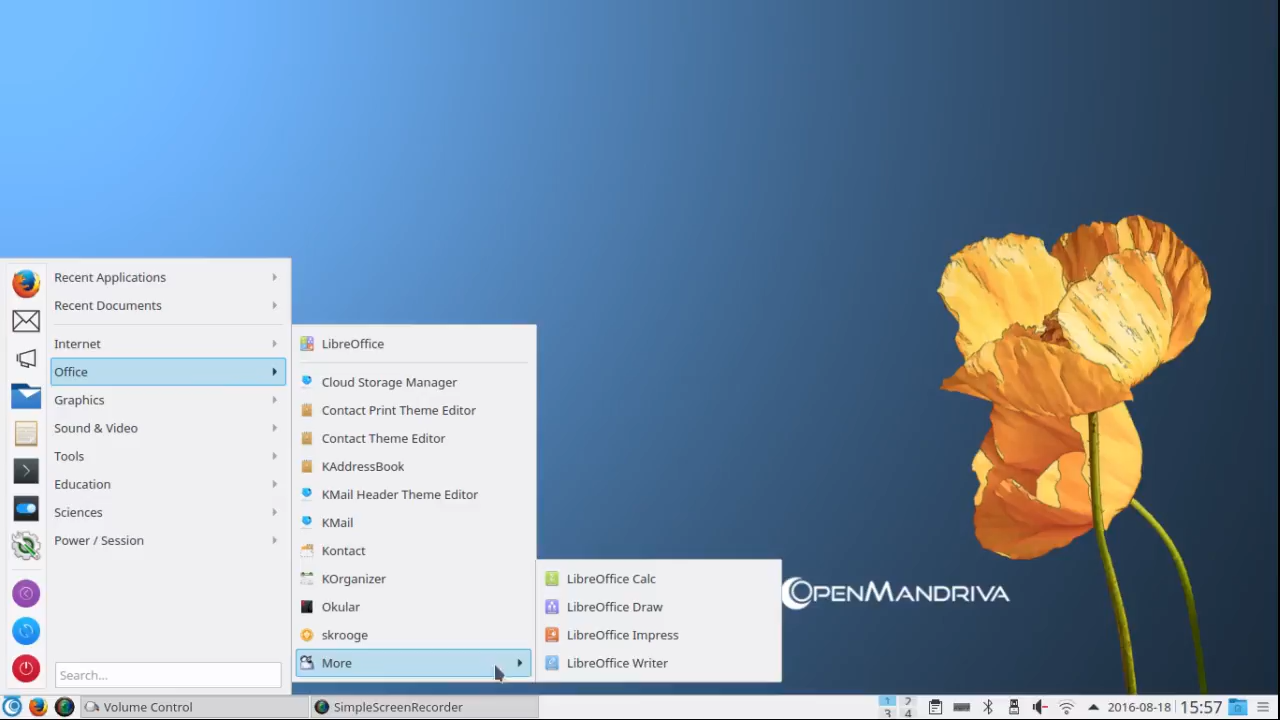 Recent Applications
Recent Documents
Internet
Office
Graphics
Sound & Video
Tools
Education
Sciences
Power / Session
Search...
LibreOffice
Cloud Storage Manager
Contact Print Theme Editor
Contact Theme Editor
KAddressBook
KMail Header Theme Editor
KMail
Kontact
KOrganizer
Okular
skrooge
More
LibreOffice Calc
LibreOffice Draw
LibreOffice Impress
LibreOffice Writer
OPENMANDRIVA
Volume Control
SimpleScreenRecorder
1 2
3 4
2016-08-18 15:57